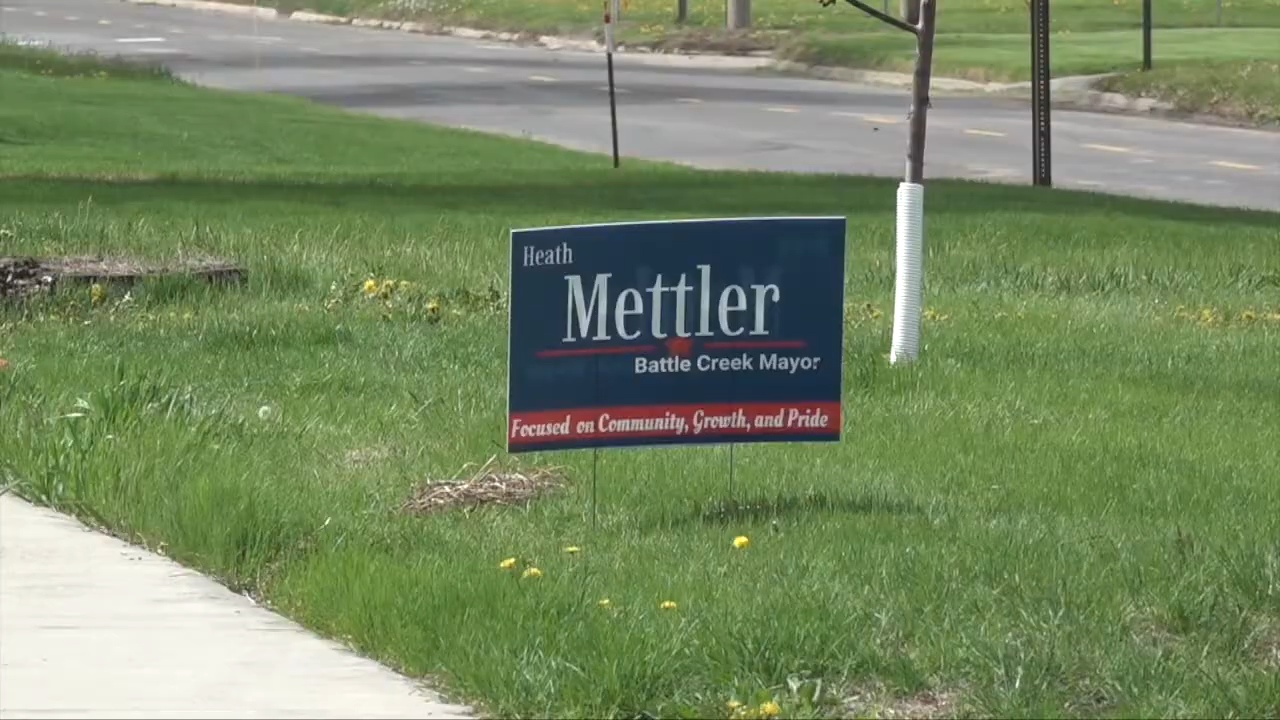 Heath
Mettler
Battle Creek Mayor
Focused on Community, Growth, and Pride